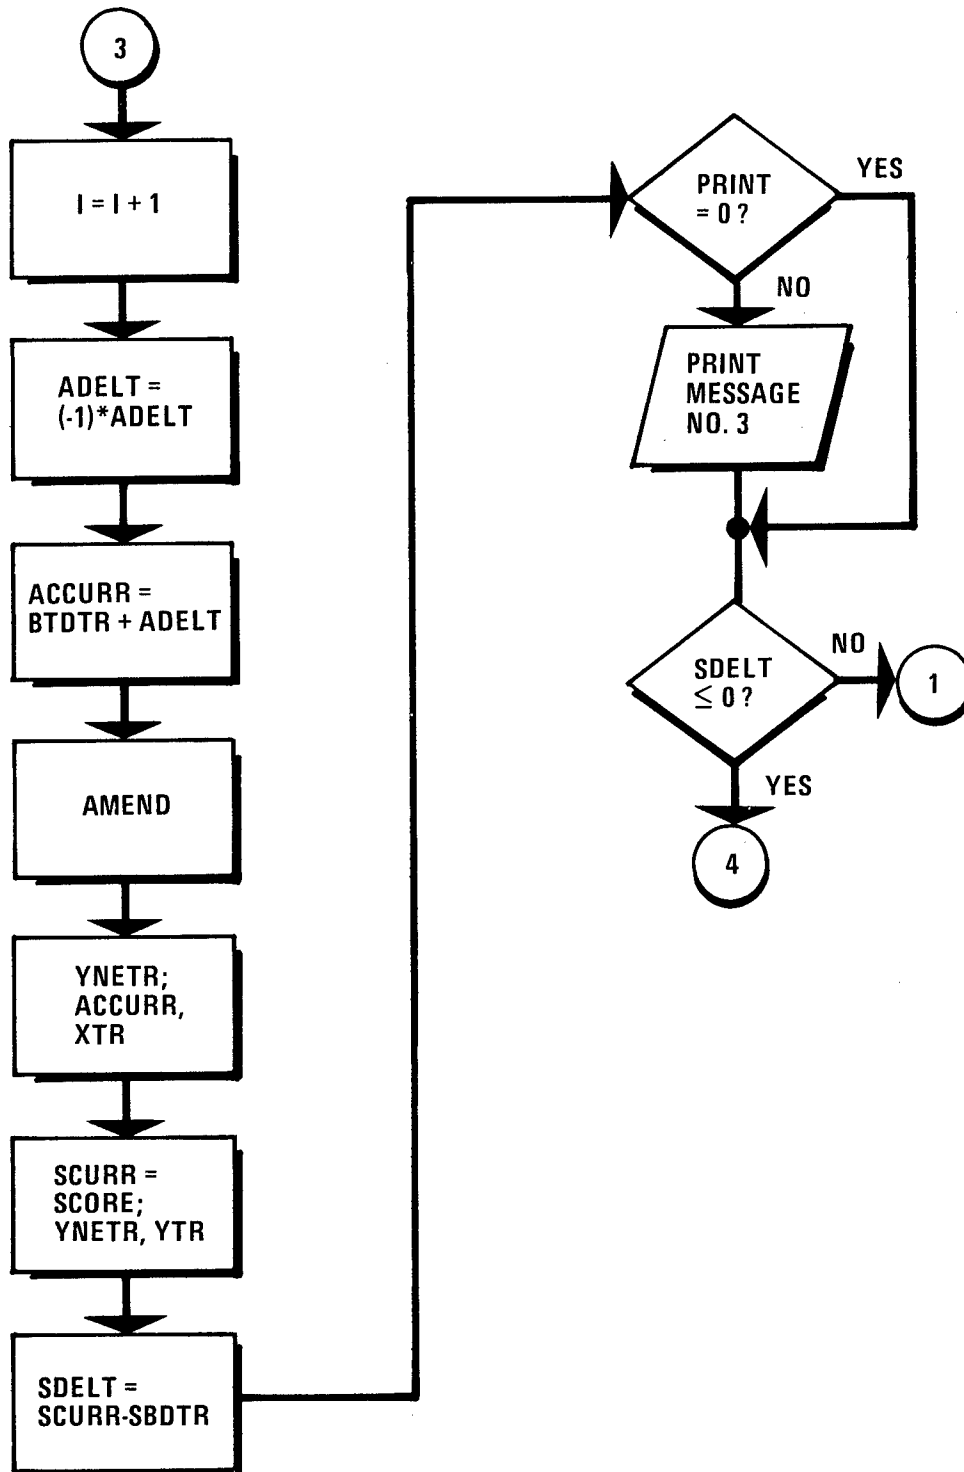 3
I = I + 1
ADELT =
(-1)*ADELT
ACCURR =
BTDTR + ADELT
AMEND
YNETR;
ACCURR,
XTR
SCURR =
SCORE;
YNETR, YTR
SDELT =
SCURR-SBDTR
PRINT
= 0 ?
YES
NO
PRINT
MESSAGE
NO. 3
SDELT
≤ 0 ?
NO
1
YES
4